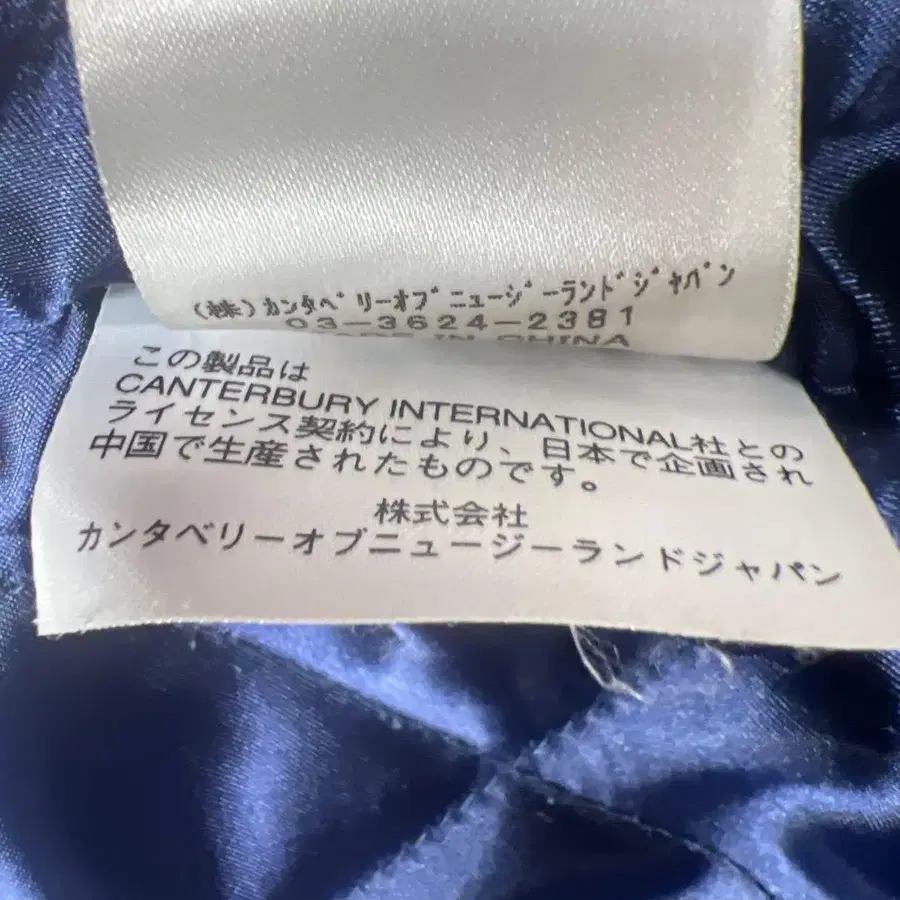 (株)カンタベリーオブニュージーランドジャパン
03-3624-2381
MADE IN CHINA
この製品は
CANTERBURY INTERNATIONAL社との
ライセンス契約により、日本で企画され
中国で生産されたものです。
株式会社
カンタベリーオブニュージーランドジャパン